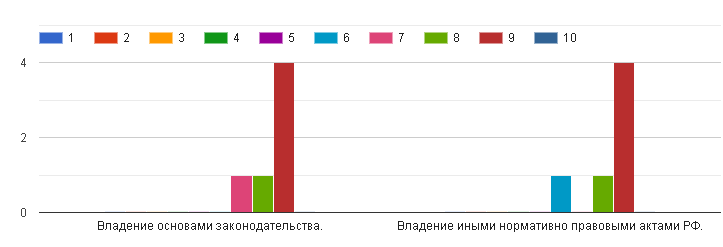 1 2 3 4 5 6 7 8 9 10
4
2
0
Владение основами законодательства. Владение иными нормативно правовыми актами РФ.